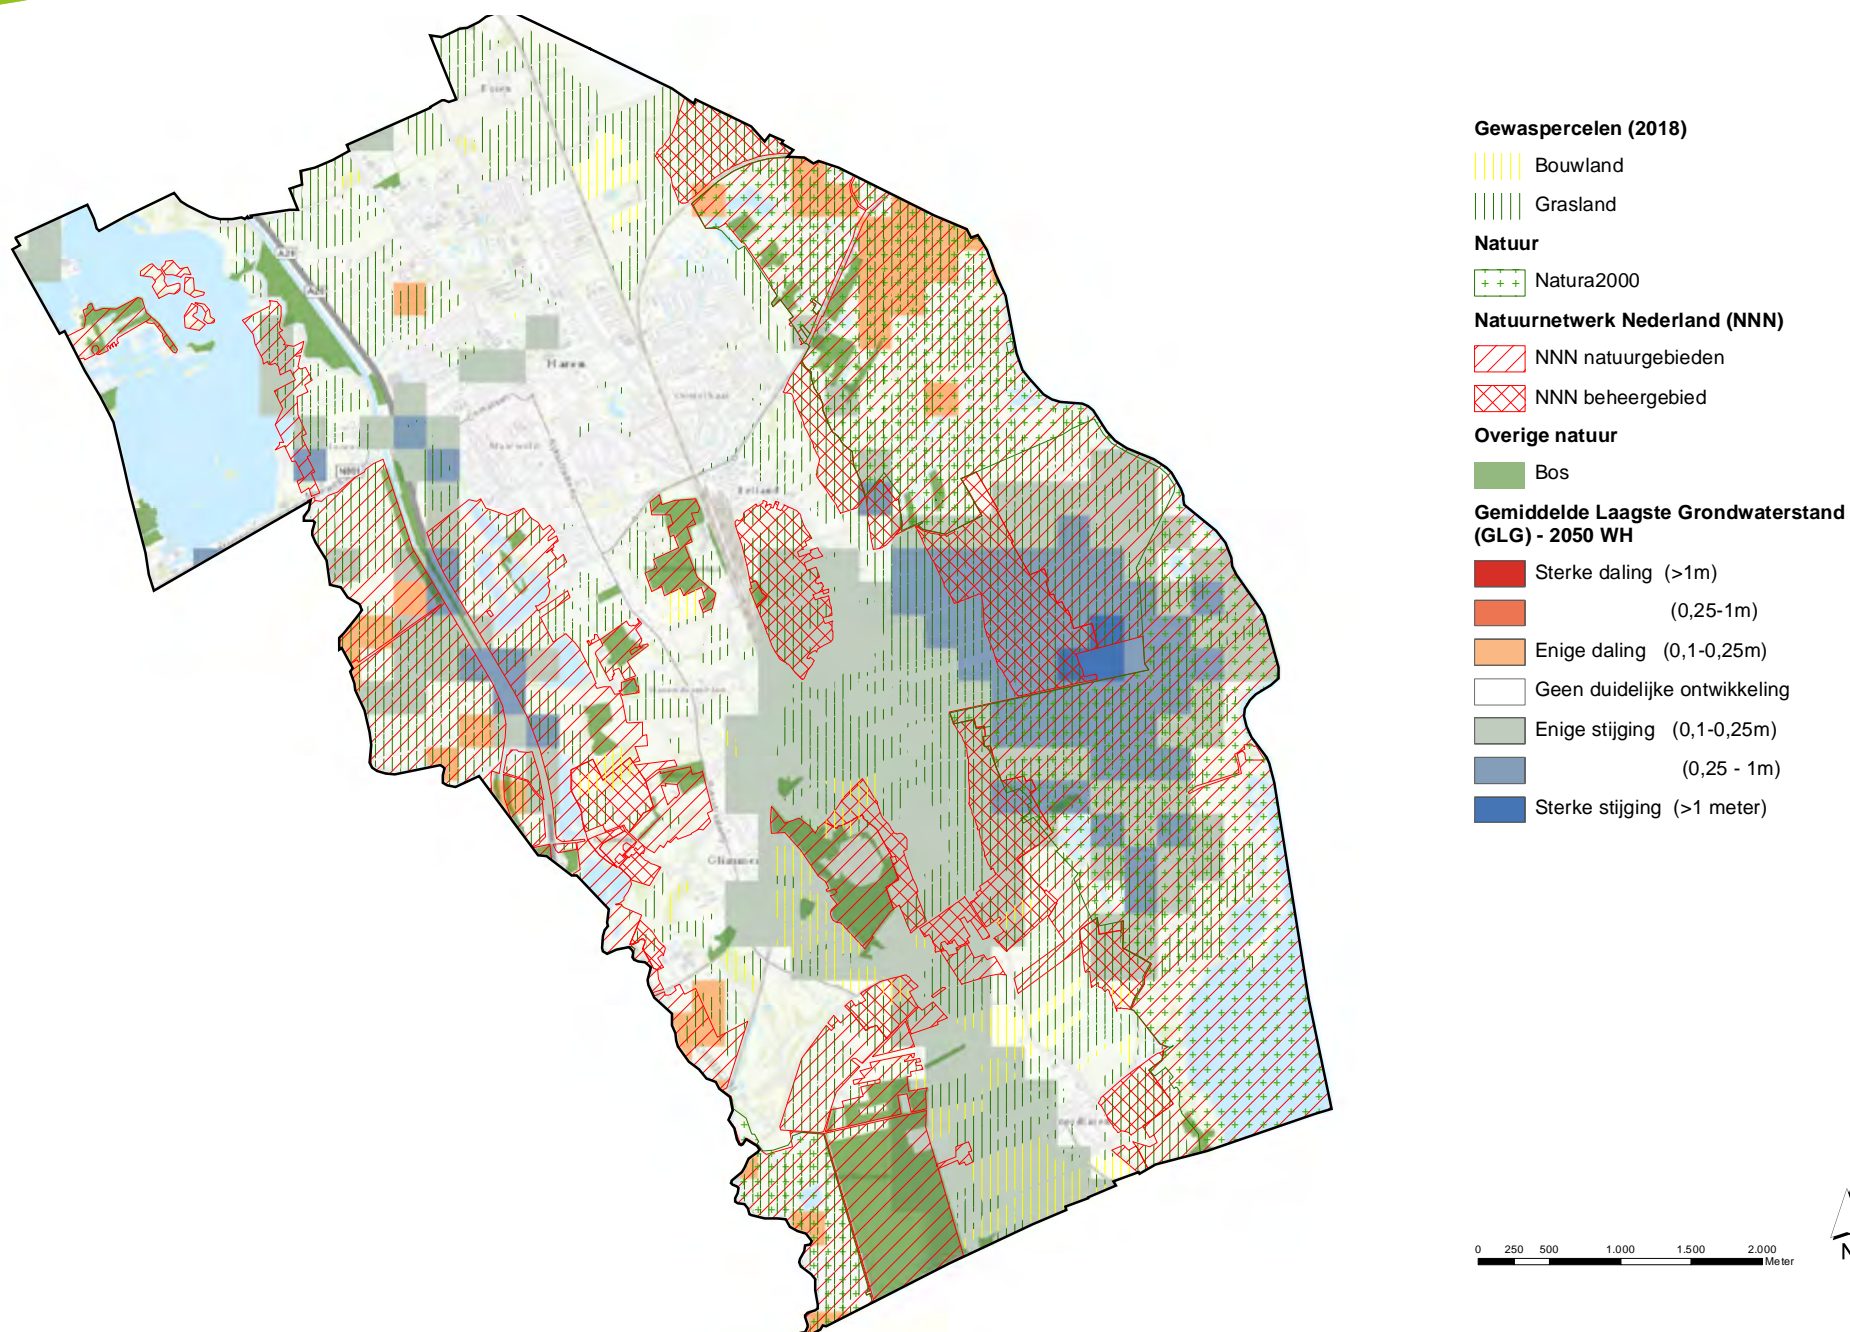 Essen
A28
Haren
Glimmen
Gewaspercelen (2018)
Bouwland
Grasland
Natuur
Natura2000
Natuurnetwerk Nederland (NNN)
NNN natuurgebieden
NNN beheergebied
Overige natuur
Bos
Gemiddelde Laagste Grondwaterstand
(GLG) - 2050 WH
Sterke daling (>1m)
(0,25-1m)
Enige daling (0,1-0,25m)
Geen duidelijke ontwikkeling
Enige stijging (0,1-0,25m)
(0,25 - 1m)
Sterke stijging (>1 meter)
0 250 500 1.000 1.500 2.000
Meter